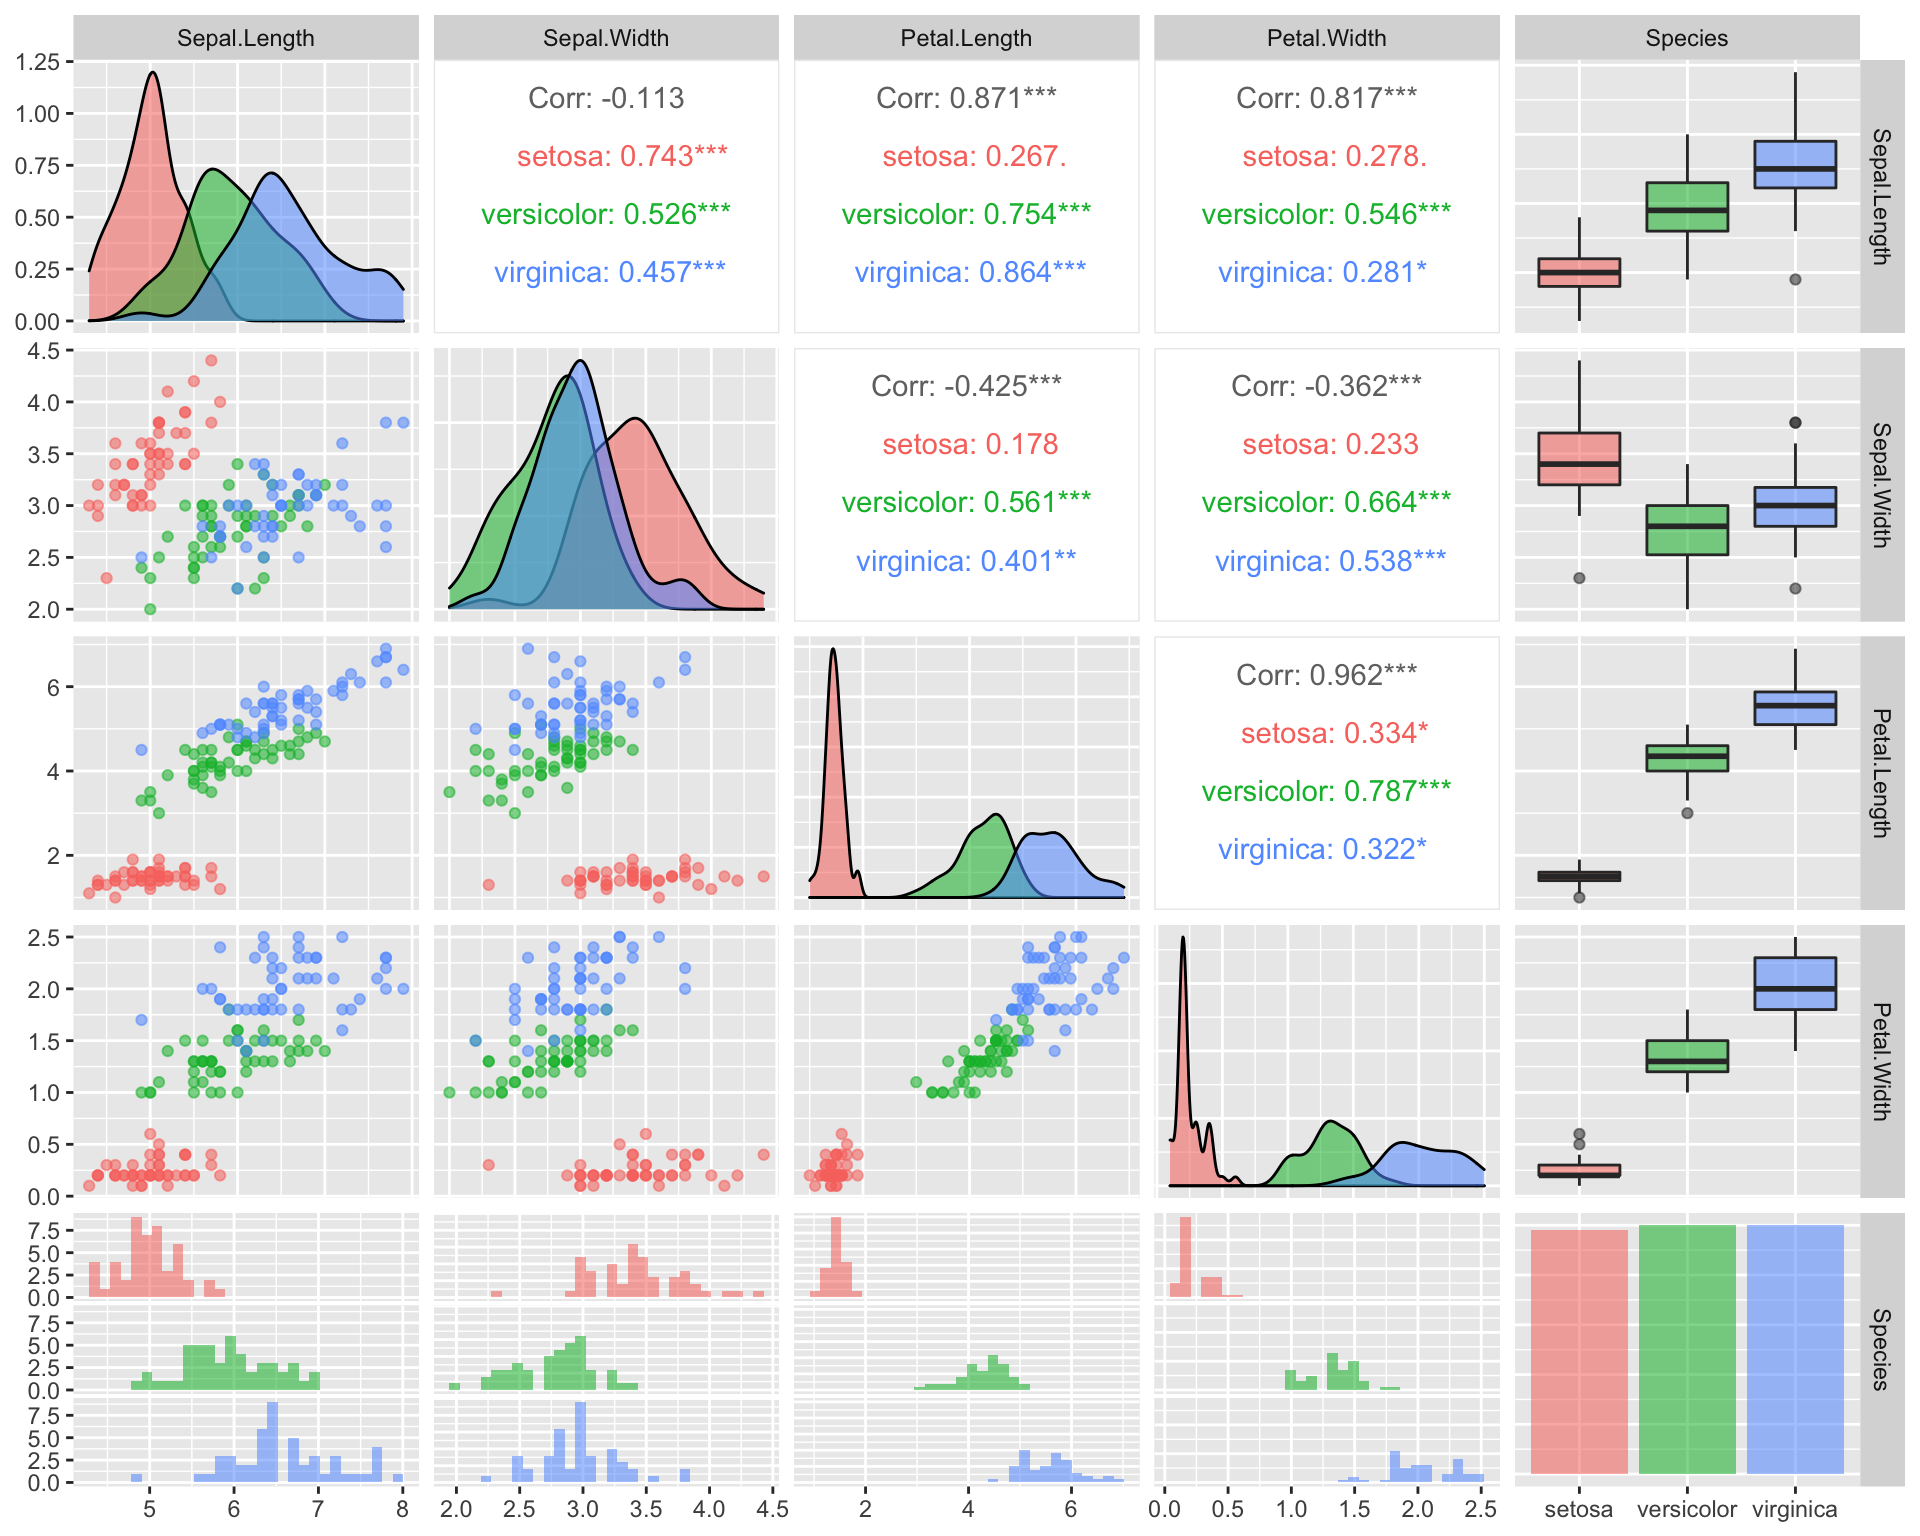 Sepal.Length Sepal.Width Petal.Length Petal.Width Species
1.25
1.00
0.75
0.50
0.25
0.00
Corr: -0.113
setosa: 0.743***
versicolor: 0.526***
virginica: 0.457***
Corr: 0.871***
setosa: 0.267.
versicolor: 0.754***
virginica: 0.864***
Corr: 0.817***
setosa: 0.278.
versicolor: 0.546***
virginica: 0.281*
Sepal.Length
4.5
4.0
3.5
3.0
2.5
2.0
Corr: -0.425***
setosa: 0.178
versicolor: 0.561***
virginica: 0.401**
Corr: -0.362***
setosa: 0.233
versicolor: 0.664***
virginica: 0.538***
Sepal.Width
6
4
2
Corr: 0.962***
setosa: 0.334*
versicolor: 0.787***
virginica: 0.322*
Petal.Length
2.5
2.0
1.5
1.0
0.5
0.0
Petal.Width
7.5
5.0
2.5
0.0
7.5
5.0
2.5
0.0
7.5
5.0
2.5
0.0
Species
5 6 7 8 2.0 2.5 3.0 3.5 4.0 4.5 2 4 6 0.0 0.5 1.0 1.5 2.0 2.5 setosa versicolor virginica